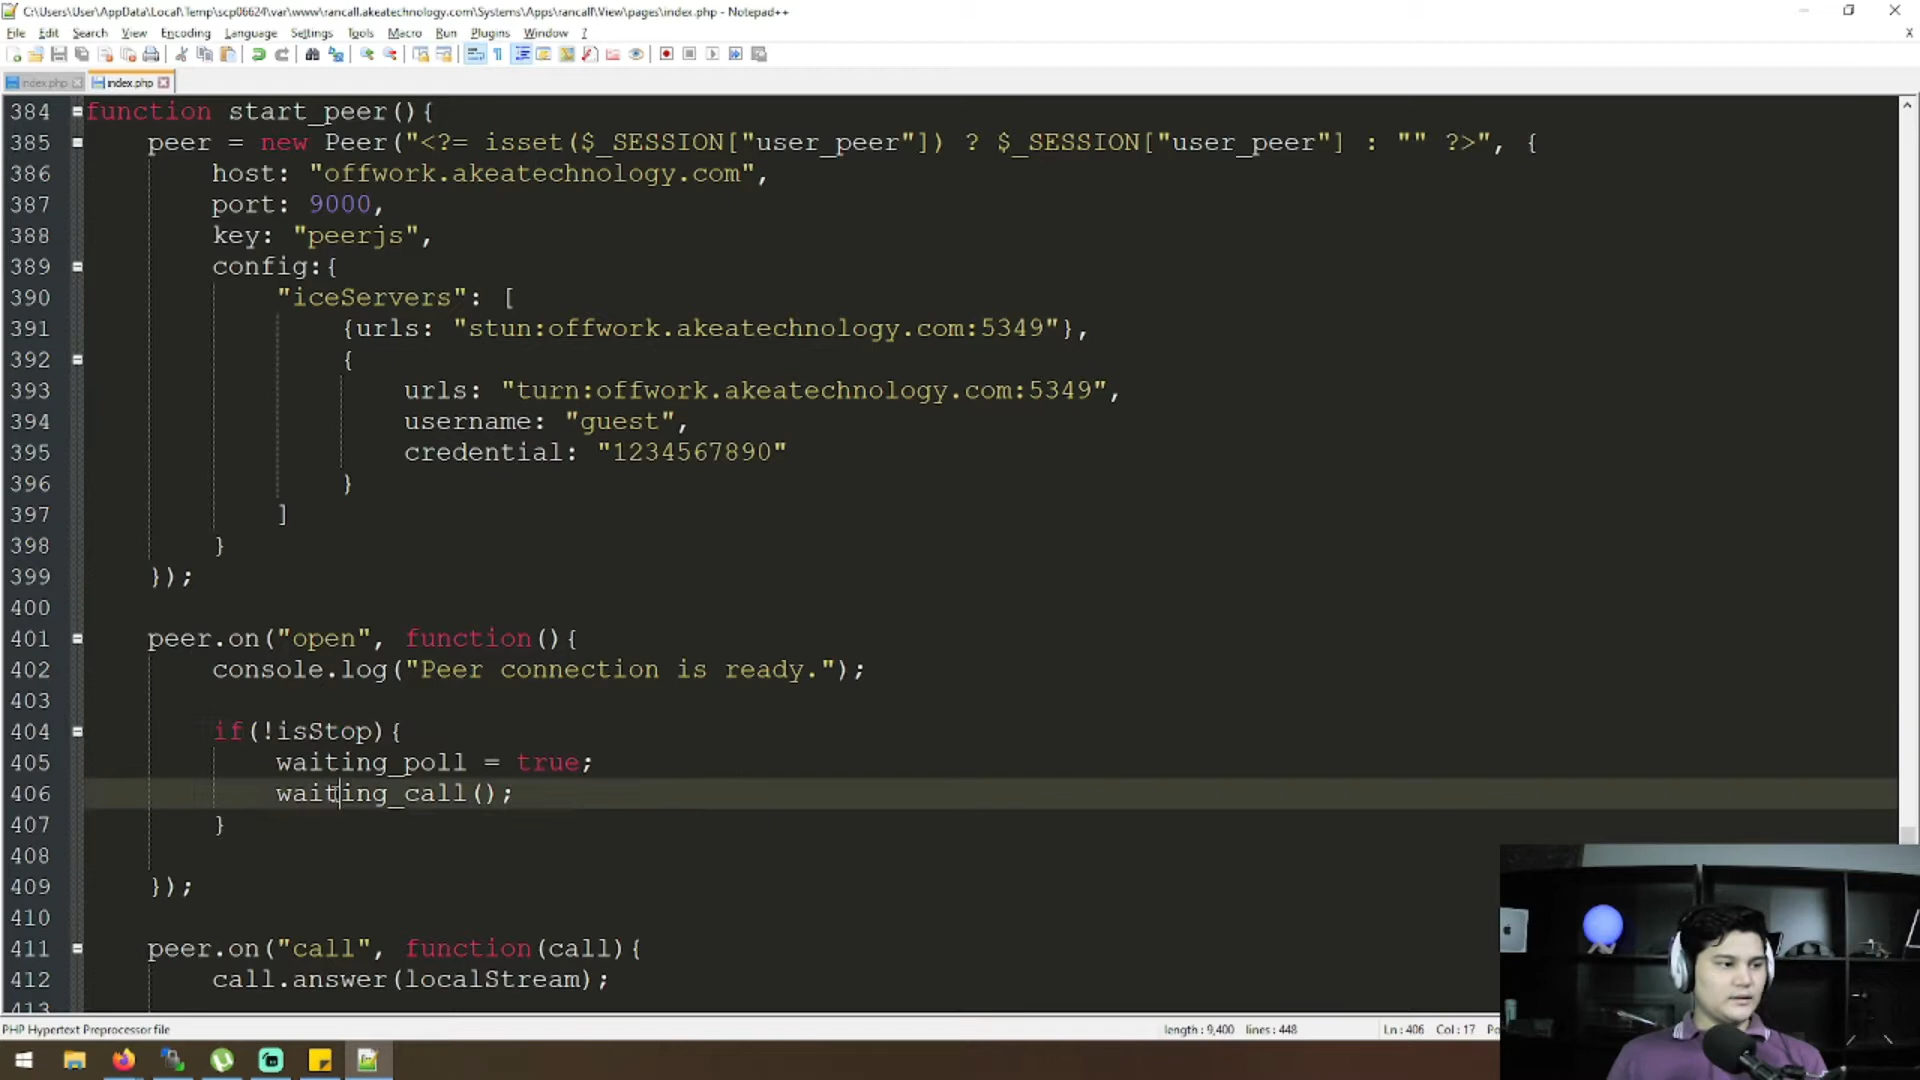 C:\Users\User\AppData\Local\Temp\scp06624\var\www\rancall.akeatechnology.com\Systems\Apps\rancall\View\pages\index.php - Notepad++
File Edit Search View Encoding Language Settings Tools Macro Run Plugins Window ?
index.php index.php
384 function start_peer(){
385 peer = new Peer("<?= isset($_SESSION["user_peer"]) ? $_SESSION["user_peer"] : "" ?>", {
386 host: "offwork.akeatechnology.com",
387 port: 9000,
388 key: "peerjs",
389 config:{
390 "iceServers": [
391 {urls: "stun:offwork.akeatechnology.com:5349"},
392 {
393 urls: "turn:offwork.akeatechnology.com:5349",
394 username: "guest",
395 credential: "1234567890"
396 }
397 ]
398 }
399 });
400
401 peer.on("open", function(){
402 console.log("Peer connection is ready.");
403
404 if(!isStop){
405 waiting_poll = true;
406 waiting_call();
407 }
408
409 });
410
411 peer.on("call", function(call){
412 call.answer(localStream);
413
PHP Hypertext Preprocessor file length : 9,400 lines : 448 Ln : 406 Col : 17